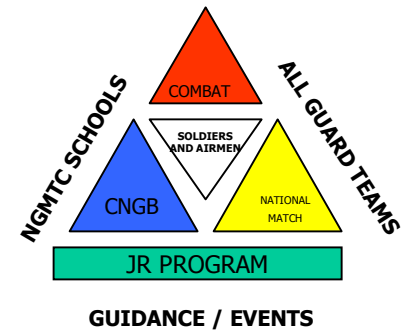 COMBAT
NGMTC SCHOOLS
ALL GUARD TEAMS
SOLDIERS
AND AIRMEN
CNGB
NATIONAL
MATCH
JR PROGRAM
GUIDANCE / EVENTS